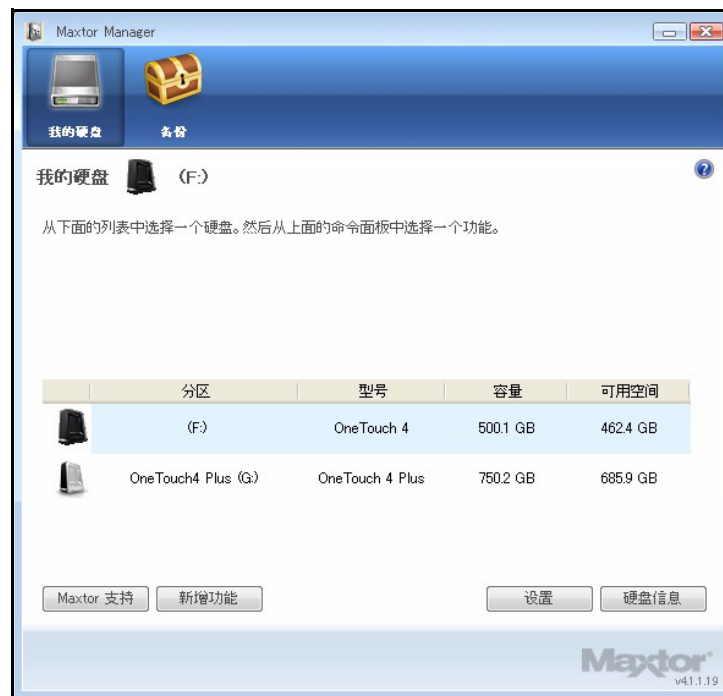 Maxtor Manager
我的硬盘 备份
我的硬盘 (F:)
从下面的列表中选择一个硬盘。然后从上面的命令面板中选择一个功能。
分区 型号 容量 可用空间
(F:) OneTouch 4 500.1 GB 462.4 GB
OneTouch4 Plus (G:) OneTouch 4 Plus 750.2 GB 685.9 GB
Maxtor 支持 新增功能 设置 硬盘信息
Maxtor
v4.1.1.19